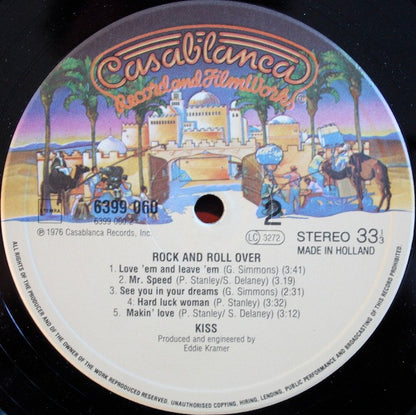 Casablanca
Record and FilmWorks
6399 060
6399 060.2
2
℗ 1976 Casablanca Records, Inc.
LC 3272
STEREO 33 1/3
MADE IN HOLLAND
ROCK AND ROLL OVER
1. Love 'em and leave 'em (G. Simmons) (3:41)
2. Mr. Speed (P. Stanley/S. Delaney) (3:19)
3. See you in your dreams (G. Simmons) (2:31)
4. Hard luck woman (P. Stanley) (3:32)
5. Makin' love (P. Stanley/S. Delaney) (3:12)
KISS
Produced and engineered by
Eddie Kramer
ALL RIGHTS OF THE PRODUCER AND OF THE OWNER OF THE WORK REPRODUCED RESERVED. UNAUTHORISED COPYING, HIRING, LENDING, PUBLIC PERFORMANCE AND BROADCASTING OF THIS RECORD PROHIBITED